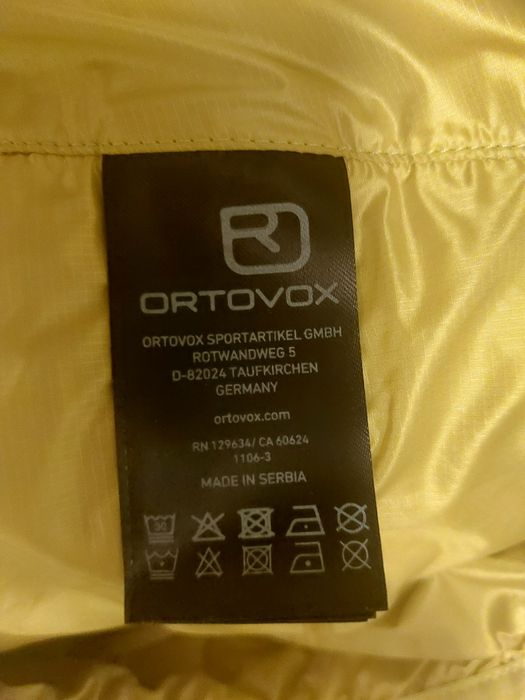 ORTOVOX
ORTOVOX SPORTARTIKEL GMBH
ROTWANDWEG 5
D-82024 TAUFKIRCHEN
GERMANY
ortovox.com
RN 129634/ CA 60624
1106-3
MADE IN SERBIA
30